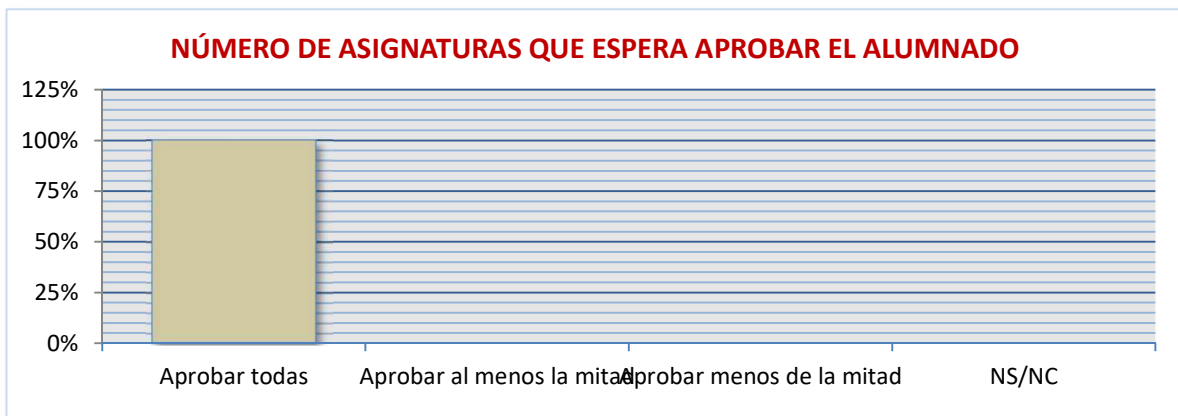 NÚMERO DE ASIGNATURAS QUE ESPERA APROBAR EL ALUMNADO
125%
100%
75%
50%
25%
0%
Aprobar todas
Aprobar al menos la mitad
Aprobar menos de la mitad
NS/NC